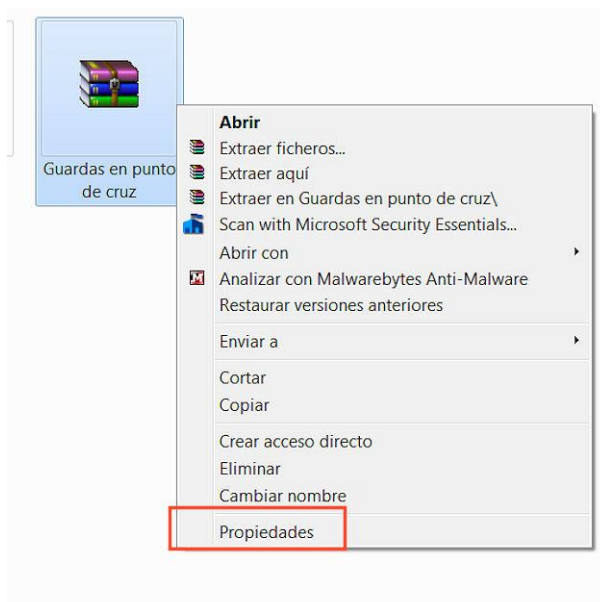 Guardas en punto
de cruz
Abrir
Extraer ficheros...
Extraer aquí
Extraer en Guardas en punto de cruz\
Scan with Microsoft Security Essentials...
Abrir con
Analizar con Malwarebytes Anti-Malware
Restaurar versiones anteriores
Enviar a
Cortar
Copiar
Crear acceso directo
Eliminar
Cambiar nombre
Propiedades